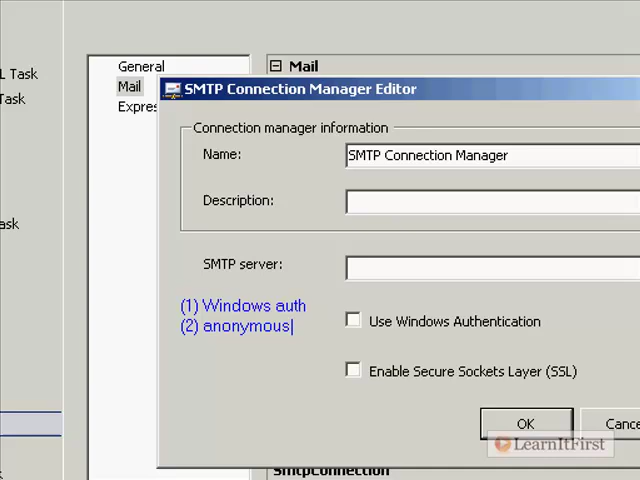 L Task
Task
ask
General
Mail
Expres
Mail
SMTP Connection Manager Editor
Connection manager information
Name:
SMTP Connection Manager
Description:
SMTP server:
(1) Windows auth
(2) anonymous
Use Windows Authentication
Enable Secure Sockets Layer (SSL)
OK
Cance
LearnItFirst
SmtpConnection